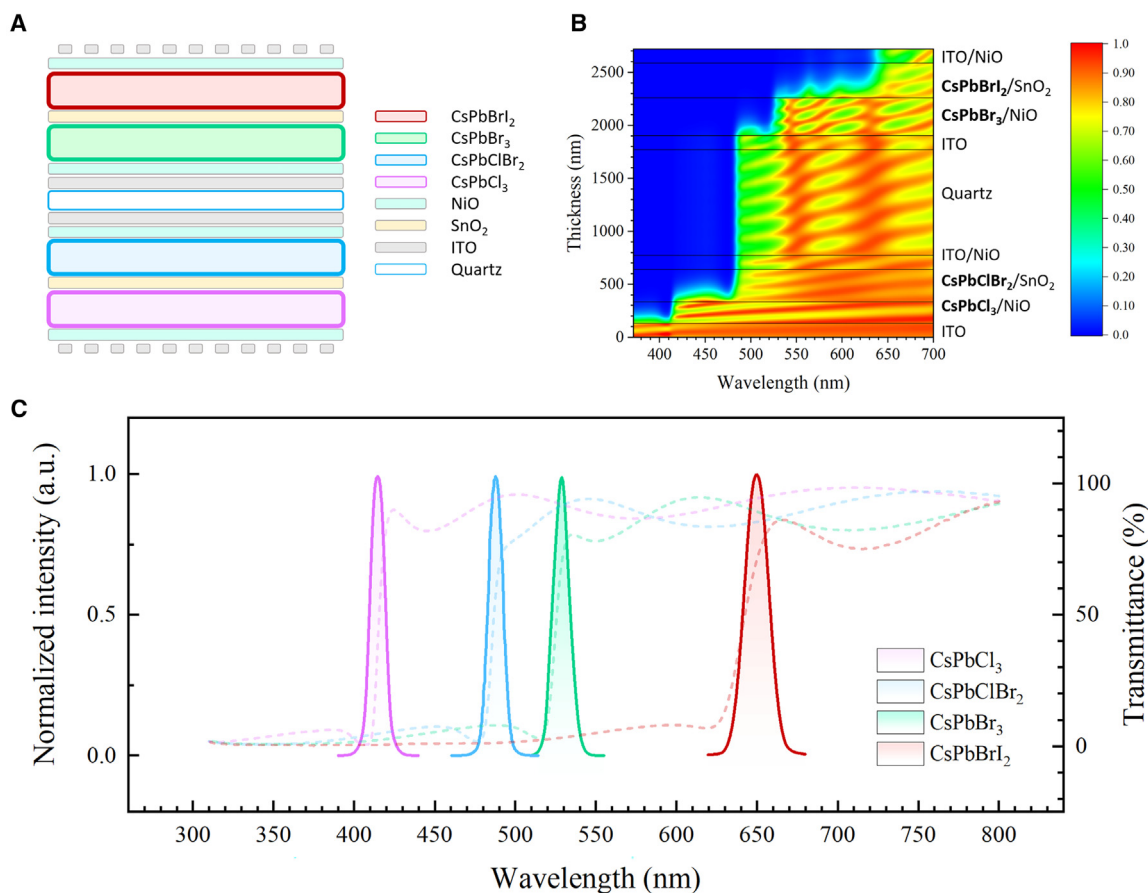 A
CsPbBrI₂
CsPbBr₃
CsPbClBr₂
CsPbCl₃
NiO
SnO₂
ITO
Quartz
B
Thickness (nm)
2500
2000
1500
1000
500
0
400
450
500
550
600
650
700
Wavelength (nm)
ITO/NiO
CsPbBrI₂/SnO₂
CsPbBr₃/NiO
ITO
Quartz
ITO/NiO
CsPbClBr₂/SnO₂
CsPbCl₃/NiO
ITO
1.0
0.90
0.80
0.70
0.60
0.50
0.40
0.30
0.20
0.10
0.0
C
Normalized intensity (a.u.)
1.0
0.5
0.0
300
350
400
450
500
550
600
650
700
750
800
Wavelength (nm)
100
50
0
Transmittance (%)
CsPbCl₃
CsPbClBr₂
CsPbBr₃
CsPbBrI₂